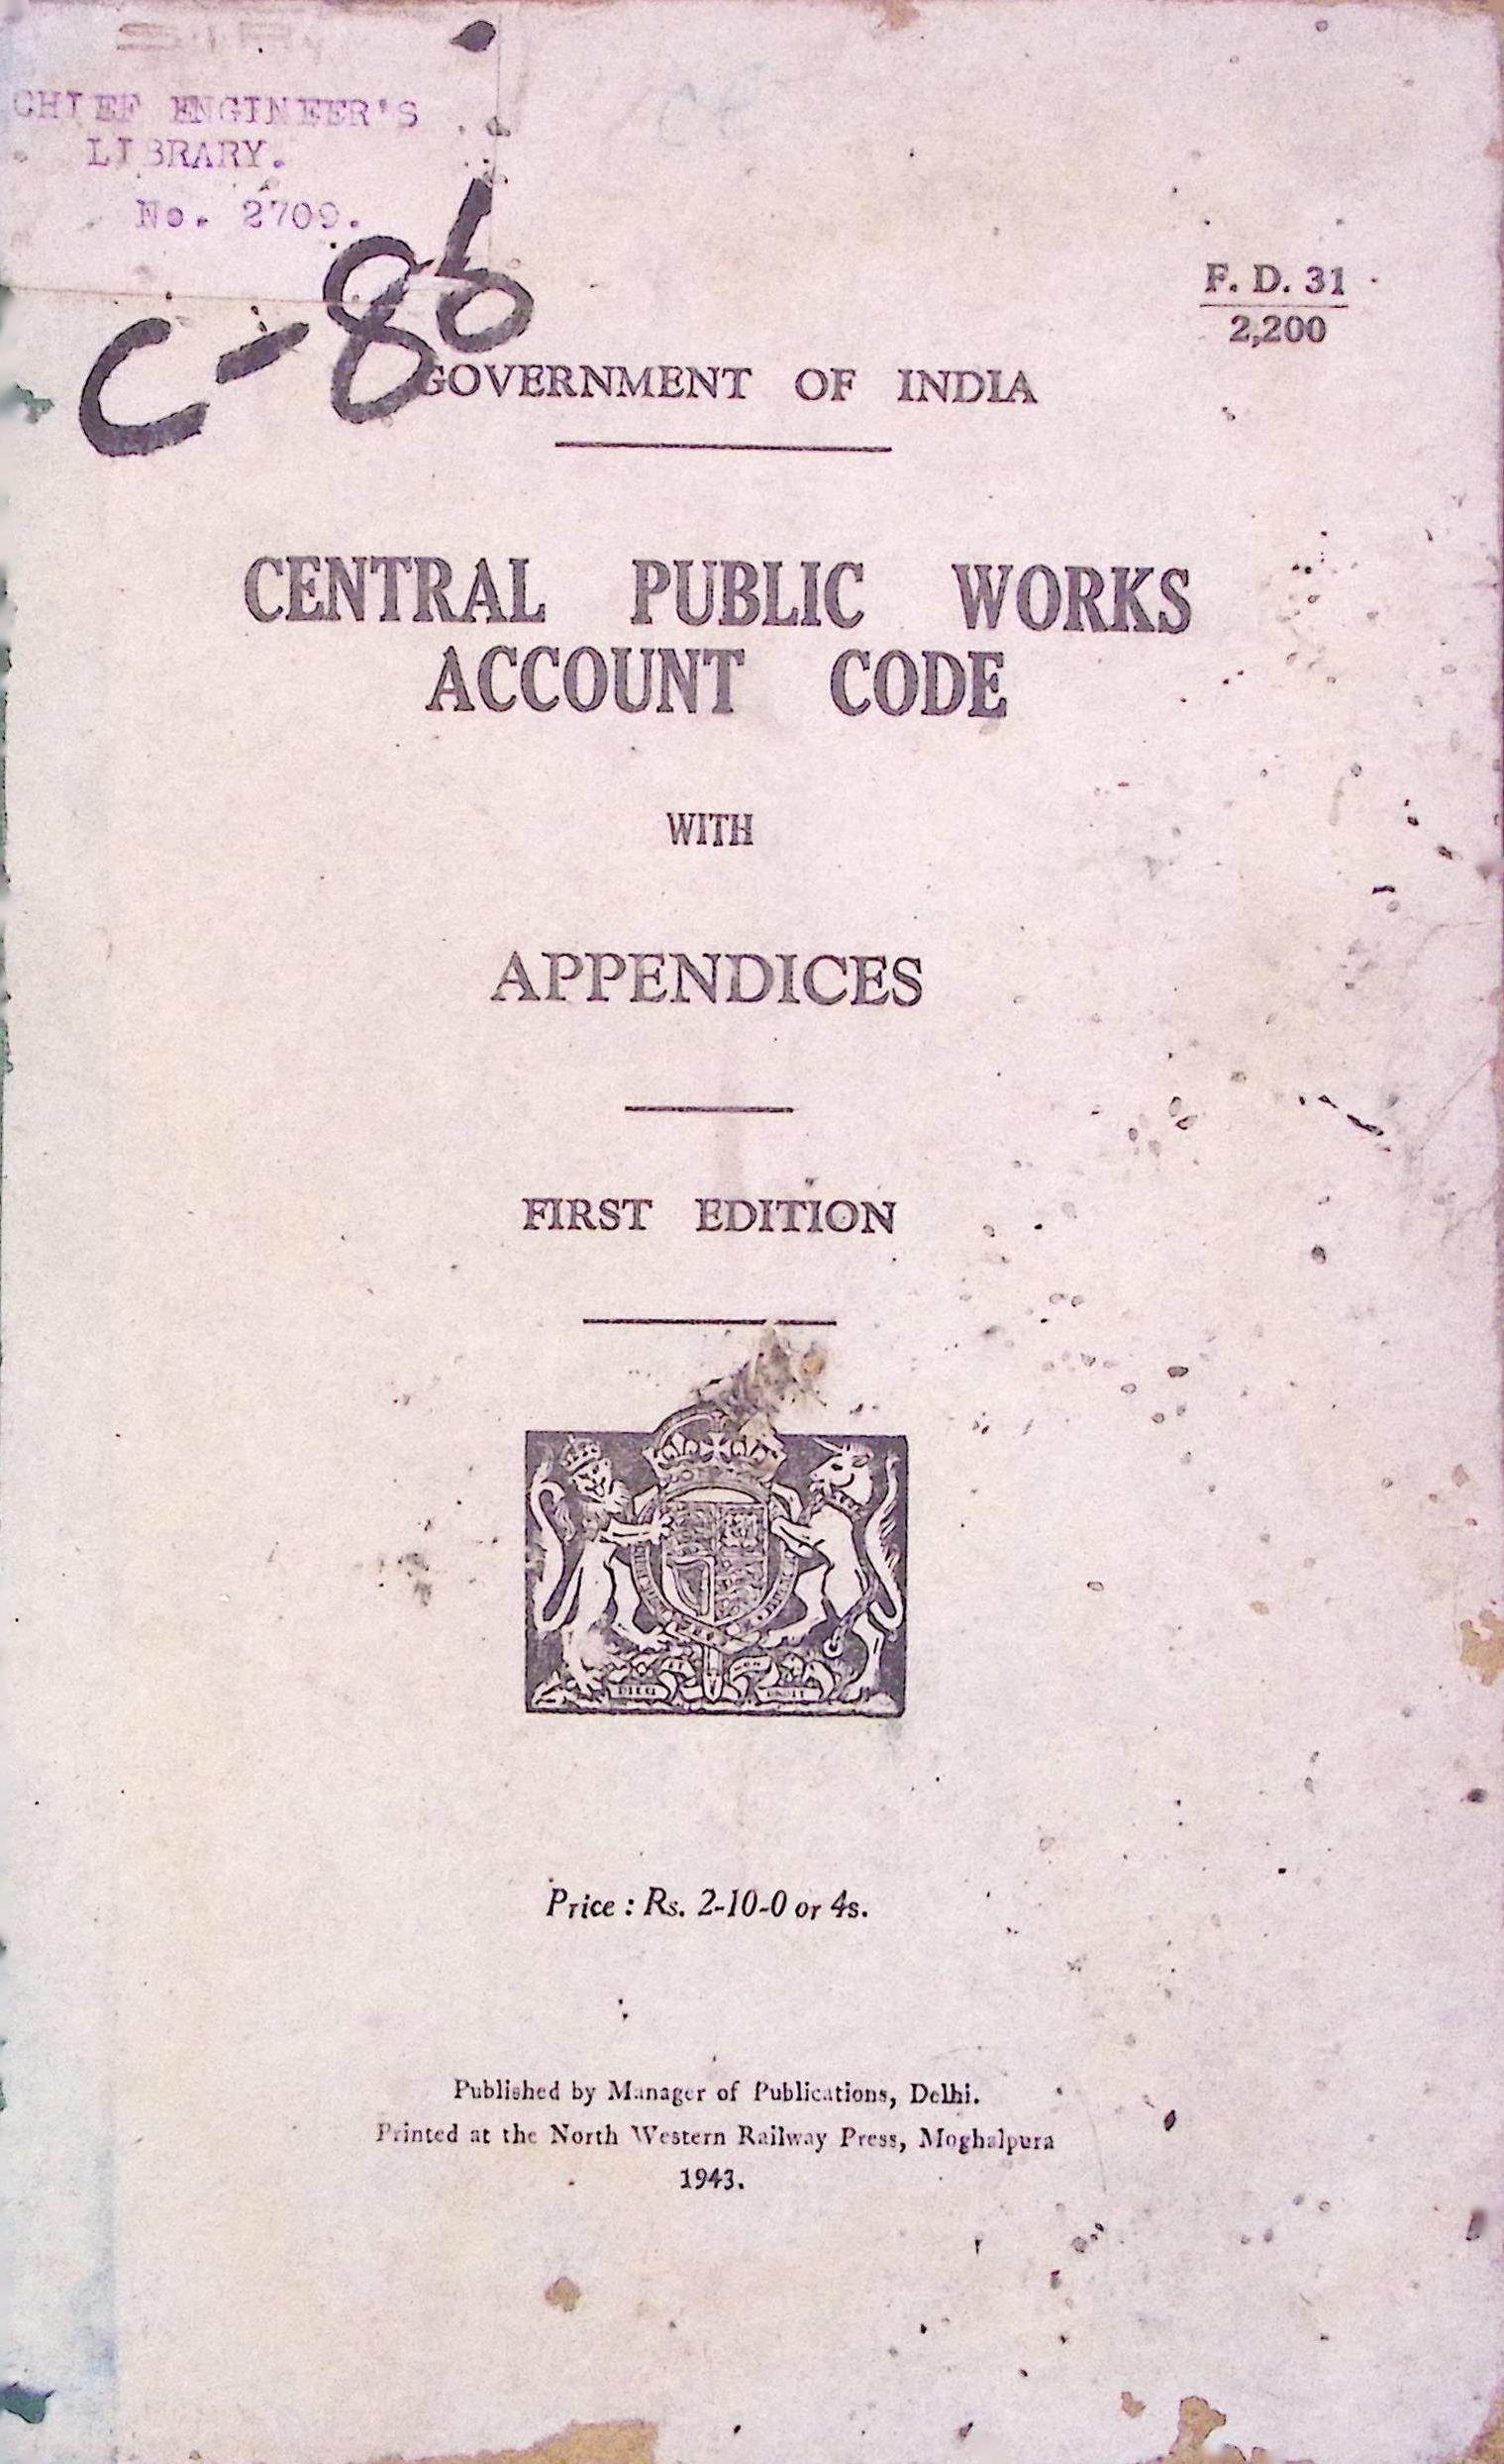 S.I.R.
CHIEF ENGINEER'S
LIBRARY.
No. 2709.
C-86
F. D. 31
2,200
GOVERNMENT OF INDIA
CENTRAL PUBLIC WORKS
ACCOUNT CODE
WITH
APPENDICES
FIRST EDITION
Price : Rs. 2-10-0 or 4s.
Published by Manager of Publications, Delhi.
Printed at the North Western Railway Press, Moghalpura
1943.